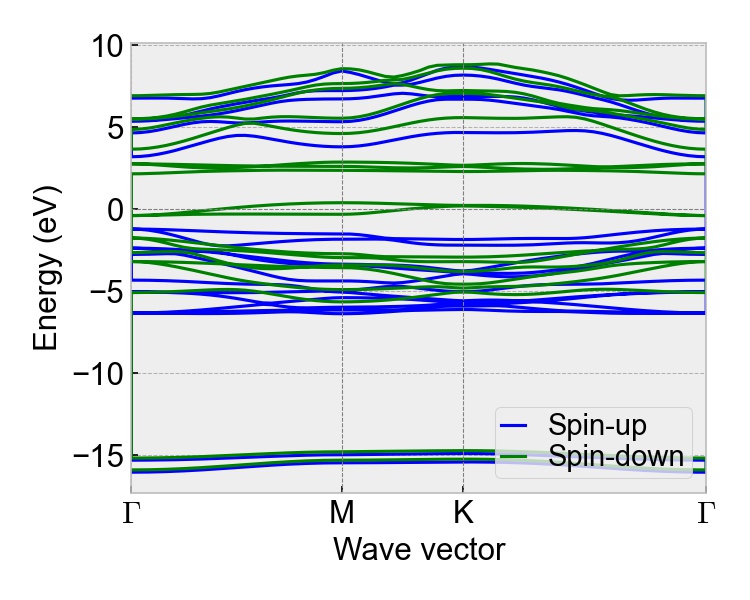 10
5
0
−5
−10
−15
Energy (eV)
Spin-up
Spin-down
Γ M K Γ
Wave vector